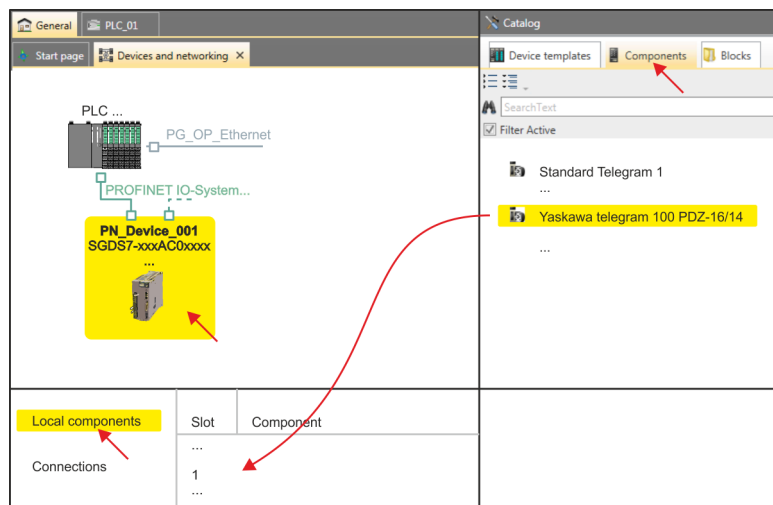 General PLC_01
Start page Devices and networking ×
PLC ...
PG_OP_Ethernet
PROFINET IO-System...
PN_Device_001
SGDS7-xxxAC0xxxx
...
Catalog
Device templates Components Blocks
SearchText
Filter Active
Standard Telegram 1
...
Yaskawa telegram 100 PDZ-16/14
...
Local components
Connections
Slot Component
...
1
...